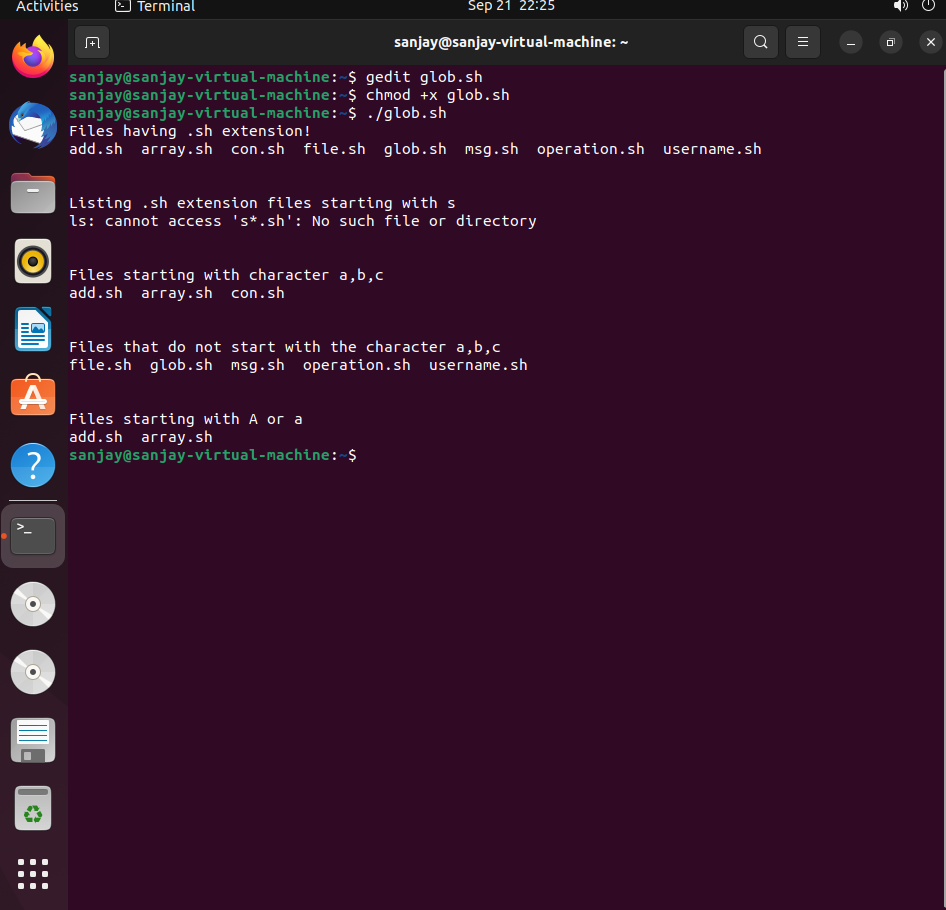 Activities Terminal Sep 21 22:25
sanjay@sanjay-virtual-machine: ~
sanjay@sanjay-virtual-machine:~$ gedit glob.sh
sanjay@sanjay-virtual-machine:~$ chmod +x glob.sh
sanjay@sanjay-virtual-machine:~$ ./glob.sh
Files having .sh extension!
add.sh  array.sh  con.sh  file.sh  glob.sh  msg.sh  operation.sh  username.sh
Listing .sh extension files starting with s
ls: cannot access 's*.sh': No such file or directory
Files starting with character a,b,c
add.sh  array.sh  con.sh
Files that do not start with the character a,b,c
file.sh  glob.sh  msg.sh  operation.sh  username.sh
Files starting with A or a
add.sh  array.sh
sanjay@sanjay-virtual-machine:~$